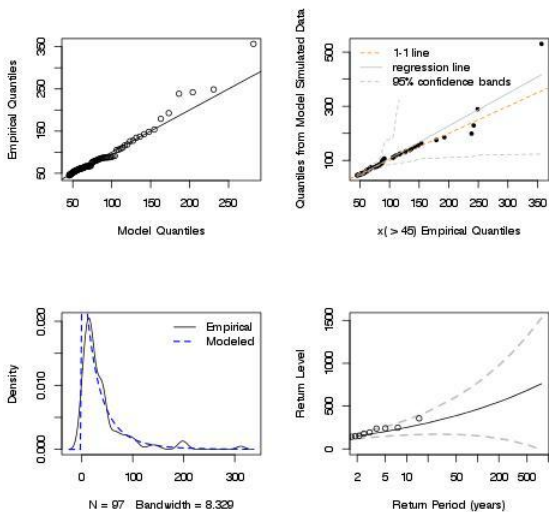 Empirical Quantiles
50 150 250 350
50 100 150 200 250
Model Quantiles
Quantiles from Model Simulated Data
100 300 500
1-1 line
regression line
95% confidence bands
50 100 150 200 250 300 350
x( > 45) Empirical Quantiles
Density
0.000 0.010 0.020
Empirical
Modeled
0 100 200 300
N = 97 Bandwidth = 8.329
Return Level
0 500 1000 1500
2 5 10 50 200 500
Return Period (years)